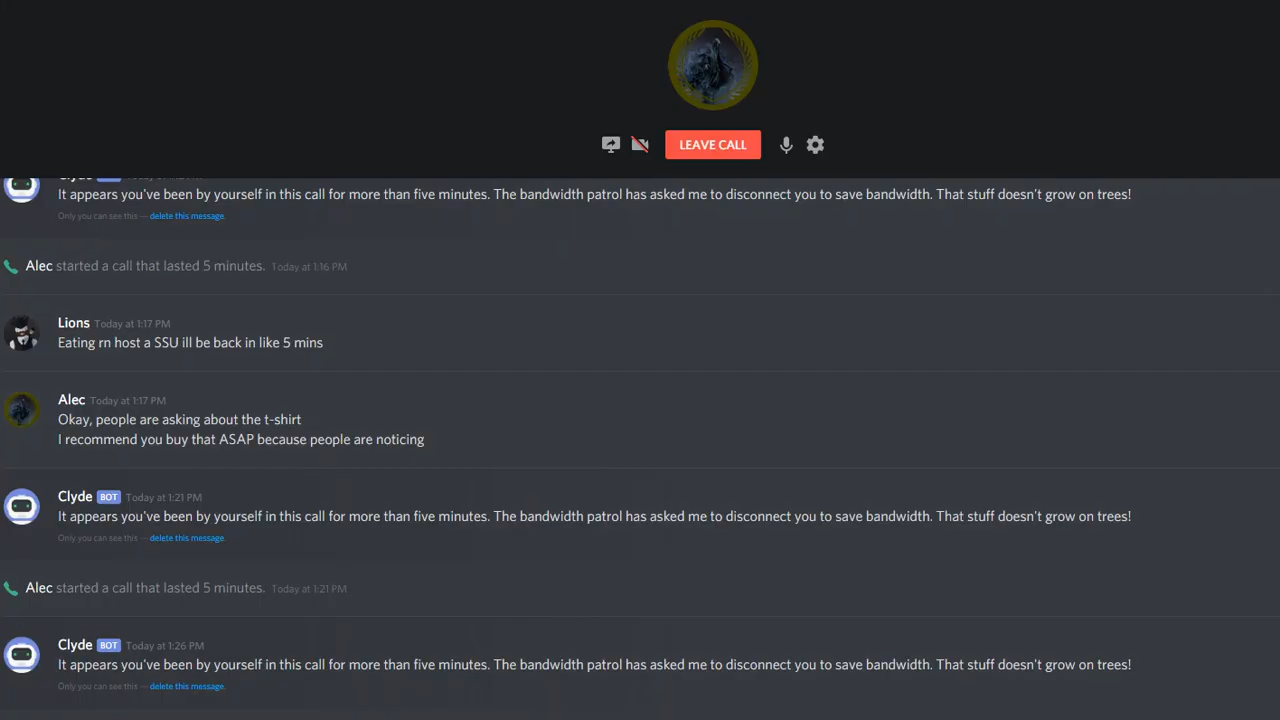 LEAVE CALL
Clyde BOT
It appears you've been by yourself in this call for more than five minutes. The bandwidth patrol has asked me to disconnect you to save bandwidth. That stuff doesn't grow on trees!
Only you can see this — delete this message.
Alec started a call that lasted 5 minutes. Today at 1:16 PM
Lions Today at 1:17 PM
Eating rn host a SSU ill be back in like 5 mins
Alec Today at 1:17 PM
Okay, people are asking about the t-shirt
I recommend you buy that ASAP because people are noticing
Clyde BOT Today at 1:21 PM
It appears you've been by yourself in this call for more than five minutes. The bandwidth patrol has asked me to disconnect you to save bandwidth. That stuff doesn't grow on trees!
Only you can see this — delete this message.
Alec started a call that lasted 5 minutes. Today at 1:21 PM
Clyde BOT Today at 1:26 PM
It appears you've been by yourself in this call for more than five minutes. The bandwidth patrol has asked me to disconnect you to save bandwidth. That stuff doesn't grow on trees!
Only you can see this — delete this message.